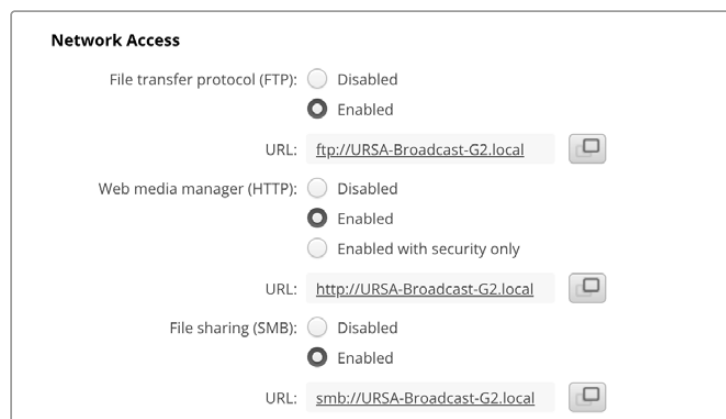 Network Access
File transfer protocol (FTP): Disabled
Enabled
URL: ftp://URSA-Broadcast-G2.local
Web media manager (HTTP): Disabled
Enabled
Enabled with security only
URL: http://URSA-Broadcast-G2.local
File sharing (SMB): Disabled
Enabled
URL: smb://URSA-Broadcast-G2.local